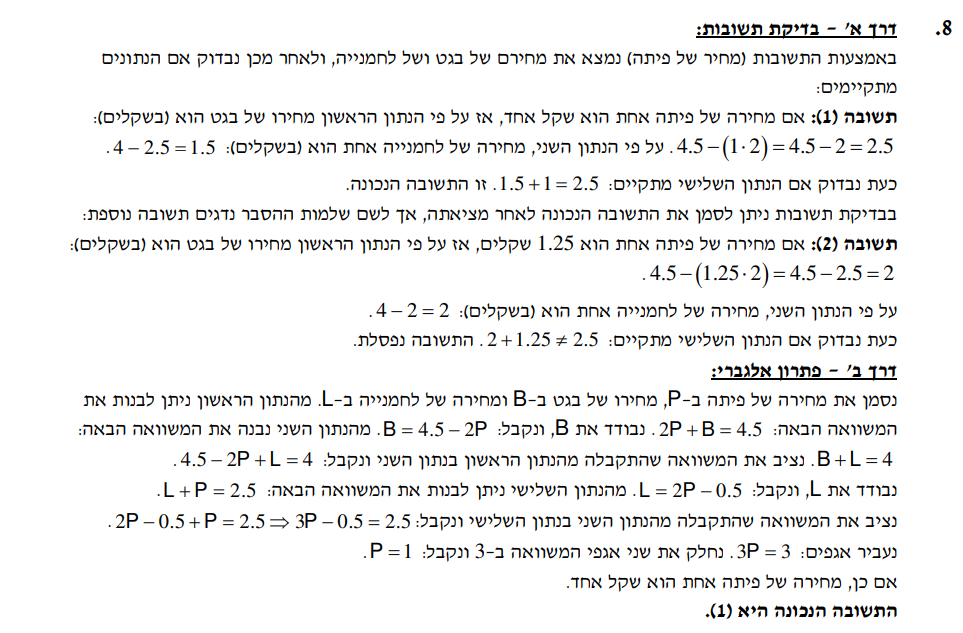 8. דרך א' – בדיקת תשובות:
באמצעות התשובות (מחיר של פיתה) נמצא את מחירם של בגט ושל לחמנייה, ולאחר מכן נבדוק אם הנתונים
מתקיימים:
תשובה (1): אם מחירה של פיתה אחת הוא שקל אחד, אז על פי הנתון הראשון מחירו של בגט הוא (בשקלים):
4.5 – (1·2) = 4.5 – 2 = 2.5. על פי הנתון השני, מחירה של לחמנייה אחת הוא (בשקלים): 4 – 2.5 = 1.5.
כעת נבדוק אם הנתון השלישי מתקיים: 1.5 + 1 = 2.5. זו התשובה הנכונה.
בבדיקת תשובות ניתן לסמן את התשובה הנכונה לאחר מציאתה, אך לשם שלמות ההסבר נדגים תשובה נוספת:
תשובה (2): אם מחירה של פיתה אחת הוא 1.25 שקלים, אז על פי הנתון הראשון מחירו של בגט הוא (בשקלים):
4.5 – (1.25·2) = 4.5 – 2.5 = 2.
על פי הנתון השני, מחירה של לחמנייה אחת הוא (בשקלים): 4 – 2 = 2.
כעת נבדוק אם הנתון השלישי מתקיים: 2 + 1.25 ≠ 2.5. התשובה נפסלת.
דרך ב' – פתרון אלגברי:
נסמן את מחירה של פיתה ב-P, מחירו של בגט ב-B ומחירה של לחמנייה ב-L. מהנתון הראשון ניתן לבנות את
המשוואה הבאה: 2P + B = 4.5. נבודד את B, ונקבל: B = 4.5 – 2P. מהנתון השני נבנה את המשוואה הבאה:
B + L = 4. נציב את המשוואה שהתקבלה מהנתון הראשון בנתון השני ונקבל: 4.5 – 2P + L = 4.
נבודד את L, ונקבל: L = 2P – 0.5. מהנתון השלישי ניתן לבנות את המשוואה הבאה: L + P = 2.5.
נציב את המשוואה שהתקבלה מהנתון השני בנתון השלישי ונקבל: 2P – 0.5 + P = 2.5 ⇒ 3P – 0.5 = 2.5.
נעביר אגפים: 3P = 3. נחלק את שני אגפי המשוואה ב-3 ונקבל: P = 1.
אם כן, מחירה של פיתה אחת הוא שקל אחד.
התשובה הנכונה היא (1).